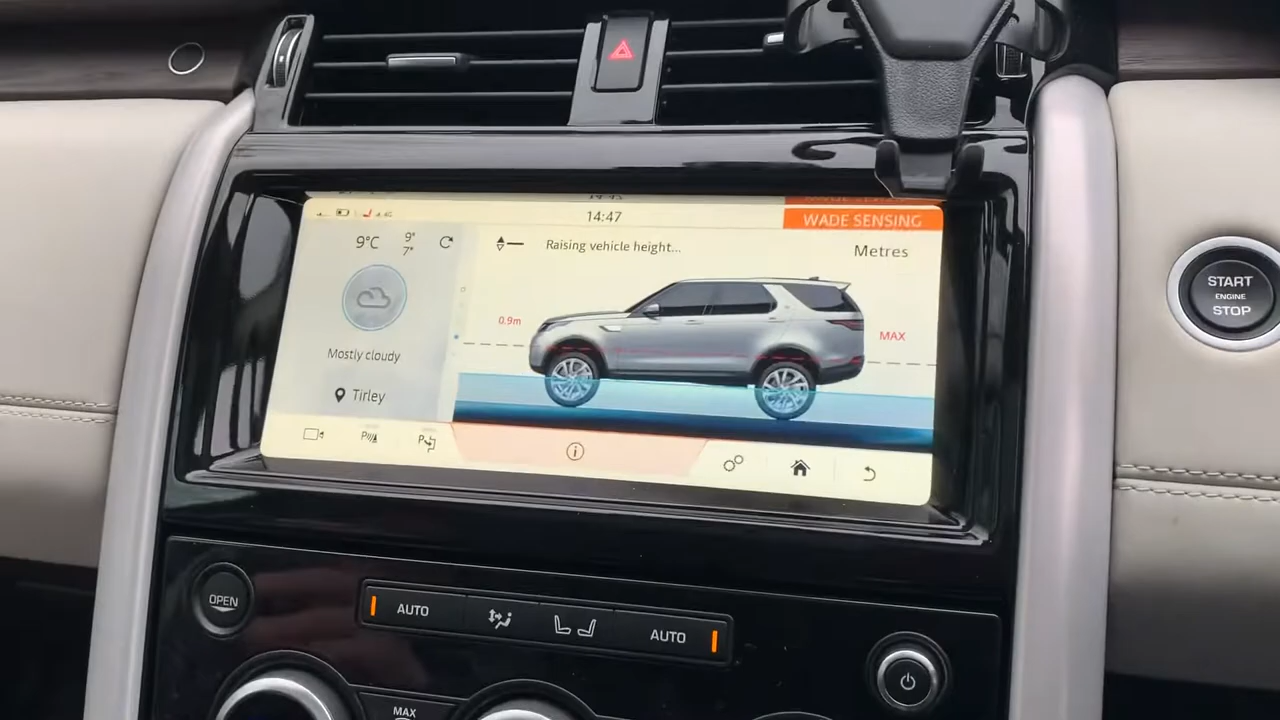 14:47
WADE SENSING
9°C
9°
7°
Raising vehicle height...
Metres
0.9m
MAX
Mostly cloudy
Tirley
START
ENGINE
STOP
OPEN
AUTO
AUTO
MAX